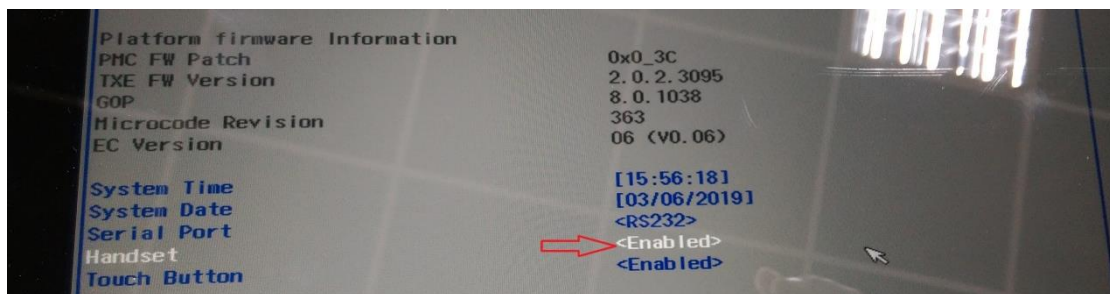 Platform firmware Information
PMC FW Patch 0x0_3C
TXE FW Version 2.0.2.3095
GOP 8.0.1038
Microcode Revision 363
EC Version 06 (V0.06)
System Time [15:56:18]
System Date [03/06/2019]
Serial Port <RS232>
Handset <Enabled>
Touch Button <Enabled>